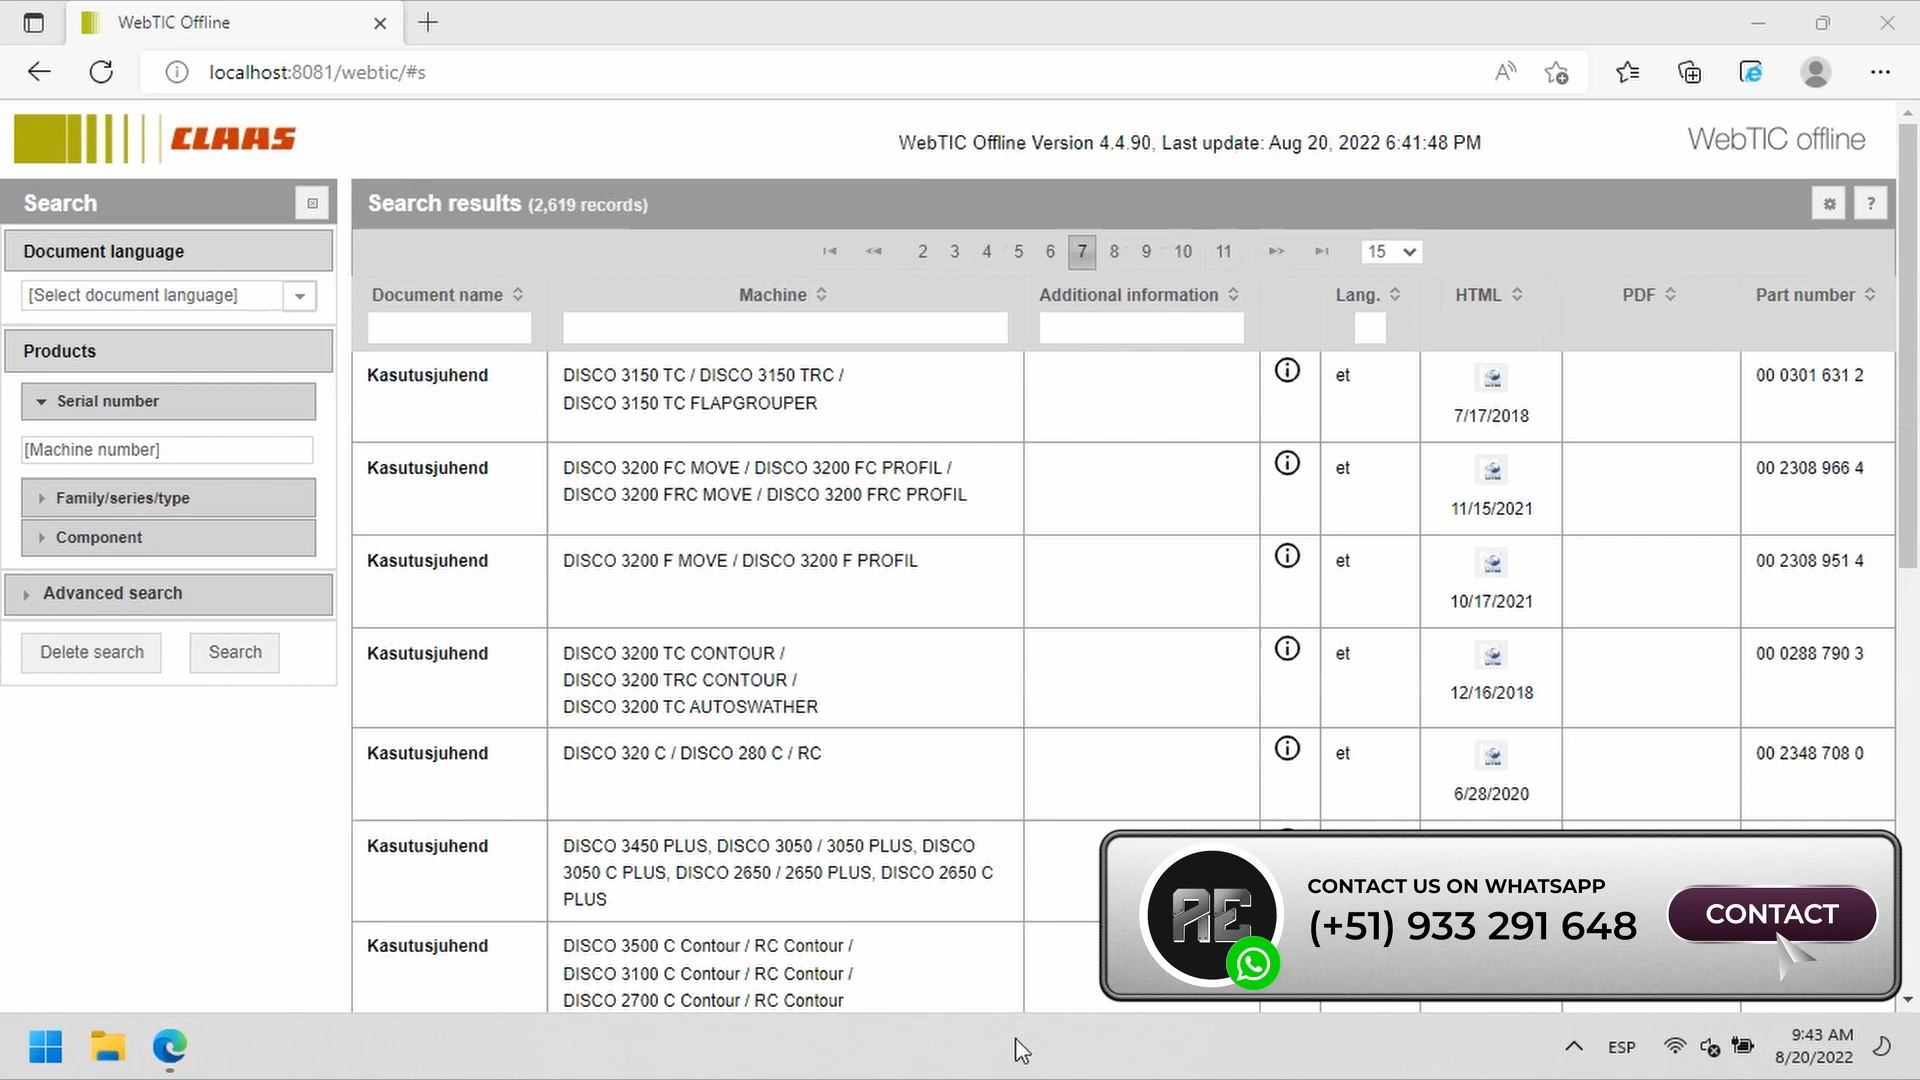 WebTIC Offline
localhost:8081/webtic/#s
CLAAS
WebTIC Offline Version 4.4.90, Last update: Aug 20, 2022 6:41:48 PM
WebTIC offline
Search
Search results (2,619 records)
?
Document language
[Select document language]
Products
Serial number
[Machine number]
Family/series/type
Component
Advanced search
Delete search
Search
2 3 4 5 6 7 8 9 10 11
15
Document name
Machine
Additional information
Lang.
HTML
PDF
Part number
Kasutusjuhend
DISCO 3150 TC / DISCO 3150 TRC /
DISCO 3150 TC FLAPGROUPER
et
7/17/2018
00 0301 631 2
Kasutusjuhend
DISCO 3200 FC MOVE / DISCO 3200 FC PROFIL /
DISCO 3200 FRC MOVE / DISCO 3200 FRC PROFIL
et
11/15/2021
00 2308 966 4
Kasutusjuhend
DISCO 3200 F MOVE / DISCO 3200 F PROFIL
et
10/17/2021
00 2308 951 4
Kasutusjuhend
DISCO 3200 TC CONTOUR /
DISCO 3200 TRC CONTOUR /
DISCO 3200 TC AUTOSWATHER
et
12/16/2018
00 0288 790 3
Kasutusjuhend
DISCO 320 C / DISCO 280 C / RC
et
6/28/2020
00 2348 708 0
Kasutusjuhend
DISCO 3450 PLUS, DISCO 3050 / 3050 PLUS, DISCO
3050 C PLUS, DISCO 2650 / 2650 PLUS, DISCO 2650 C
PLUS
Kasutusjuhend
DISCO 3500 C Contour / RC Contour /
DISCO 3100 C Contour / RC Contour /
DISCO 2700 C Contour / RC Contour
AE
CONTACT US ON WHATSAPP
(+51) 933 291 648
CONTACT
ESP
9:43 AM
8/20/2022